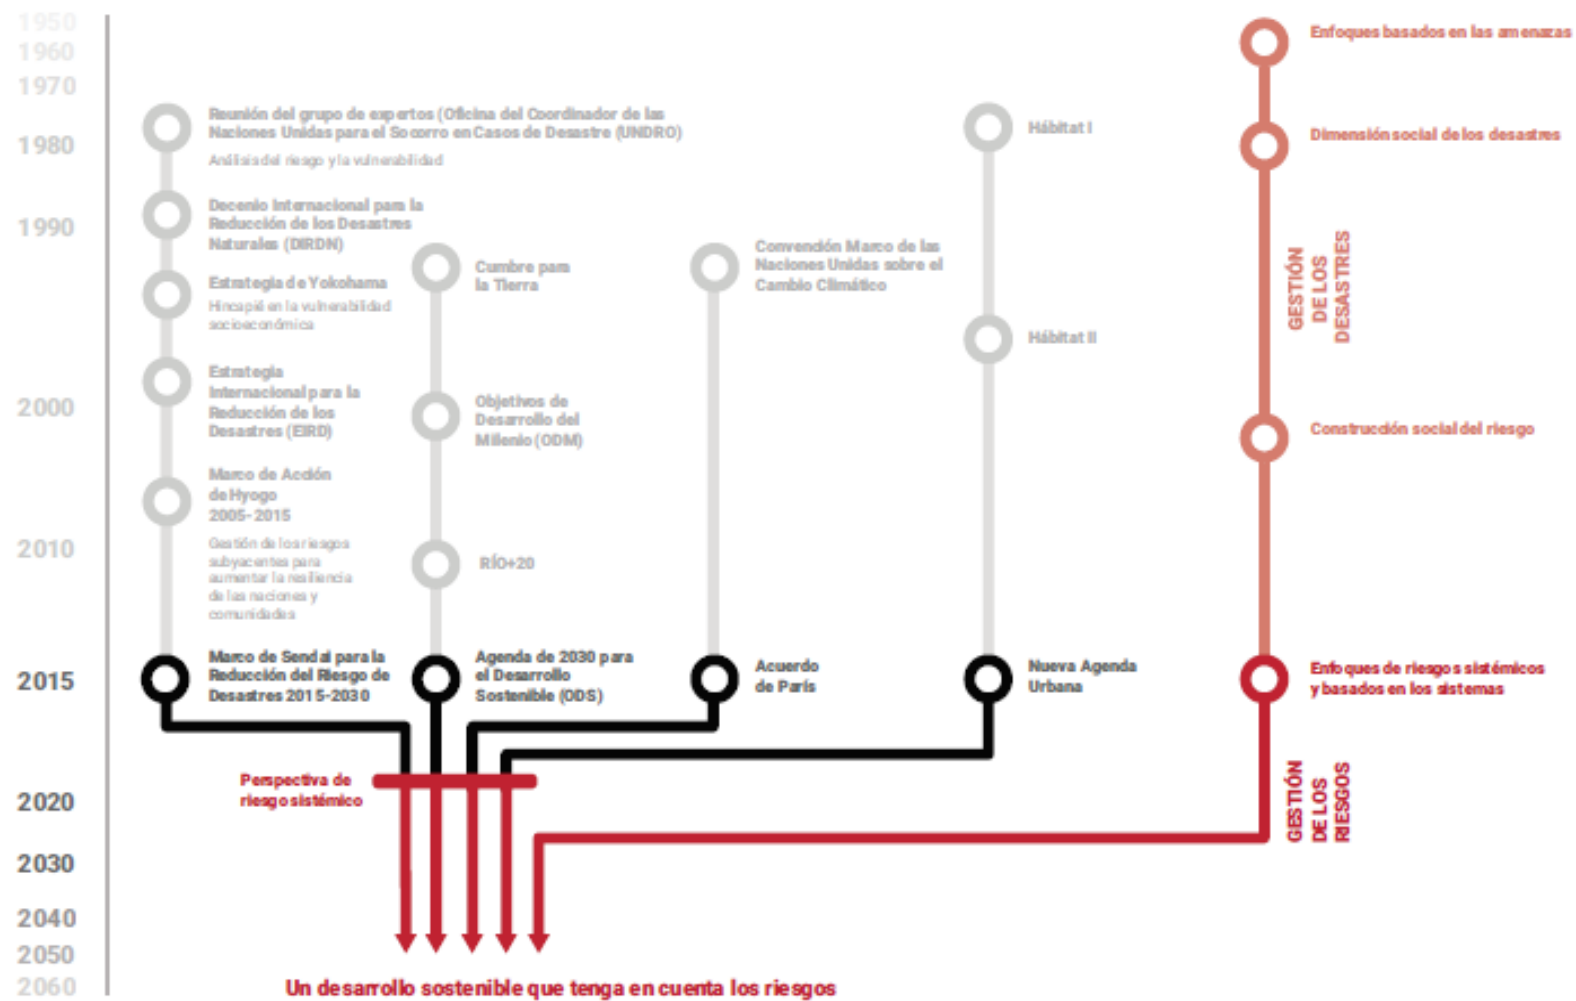 1950
1960
1970
1980
1990
2000
2010
2015
2020
2030
2040
2050
2060
Reunión del grupo de expertos (Oficina del Coordinador de las
Naciones Unidas para el Socorro en Casos de Desastre (UNDRO)
Análisis del riesgo y la vulnerabilidad
Decenio Internacional para la
Reducción de los Desastres
Naturales (DIRDN)
Estrategia de Yokohama
Hincapié en la vulnerabilidad
socioeconómica
Estrategia
Internacional para la
Reducción de los
Desastres (EIRD)
Marco de Acción
de Hyogo
2005-2015
Gestión de los riesgos
subyacentes para
aumentar la resiliencia
de las naciones y
comunidades
Marco de Sendai para la
Reducción del Riesgo de
Desastres 2015-2030
Cumbre para
la Tierra
Objetivos de
Desarrollo del
Milenio (ODM)
RÍO+20
Agenda de 2030 para
el Desarrollo
Sostenible (ODS)
Convención Marco de las
Naciones Unidas sobre el
Cambio Climático
Acuerdo
de París
Hábitat I
Hábitat II
Nueva Agenda
Urbana
Enfoques basados en las amenazas
Dimensión social de los desastres
GESTIÓN
DE LOS
DESASTRES
Construcción social del riesgo
Enfoques de riesgos sistémicos
y basados en los sistemas
GESTIÓN
DE LOS
RIESGOS
Perspectiva de
riesgo sistémico
Un desarrollo sostenible que tenga en cuenta los riesgos